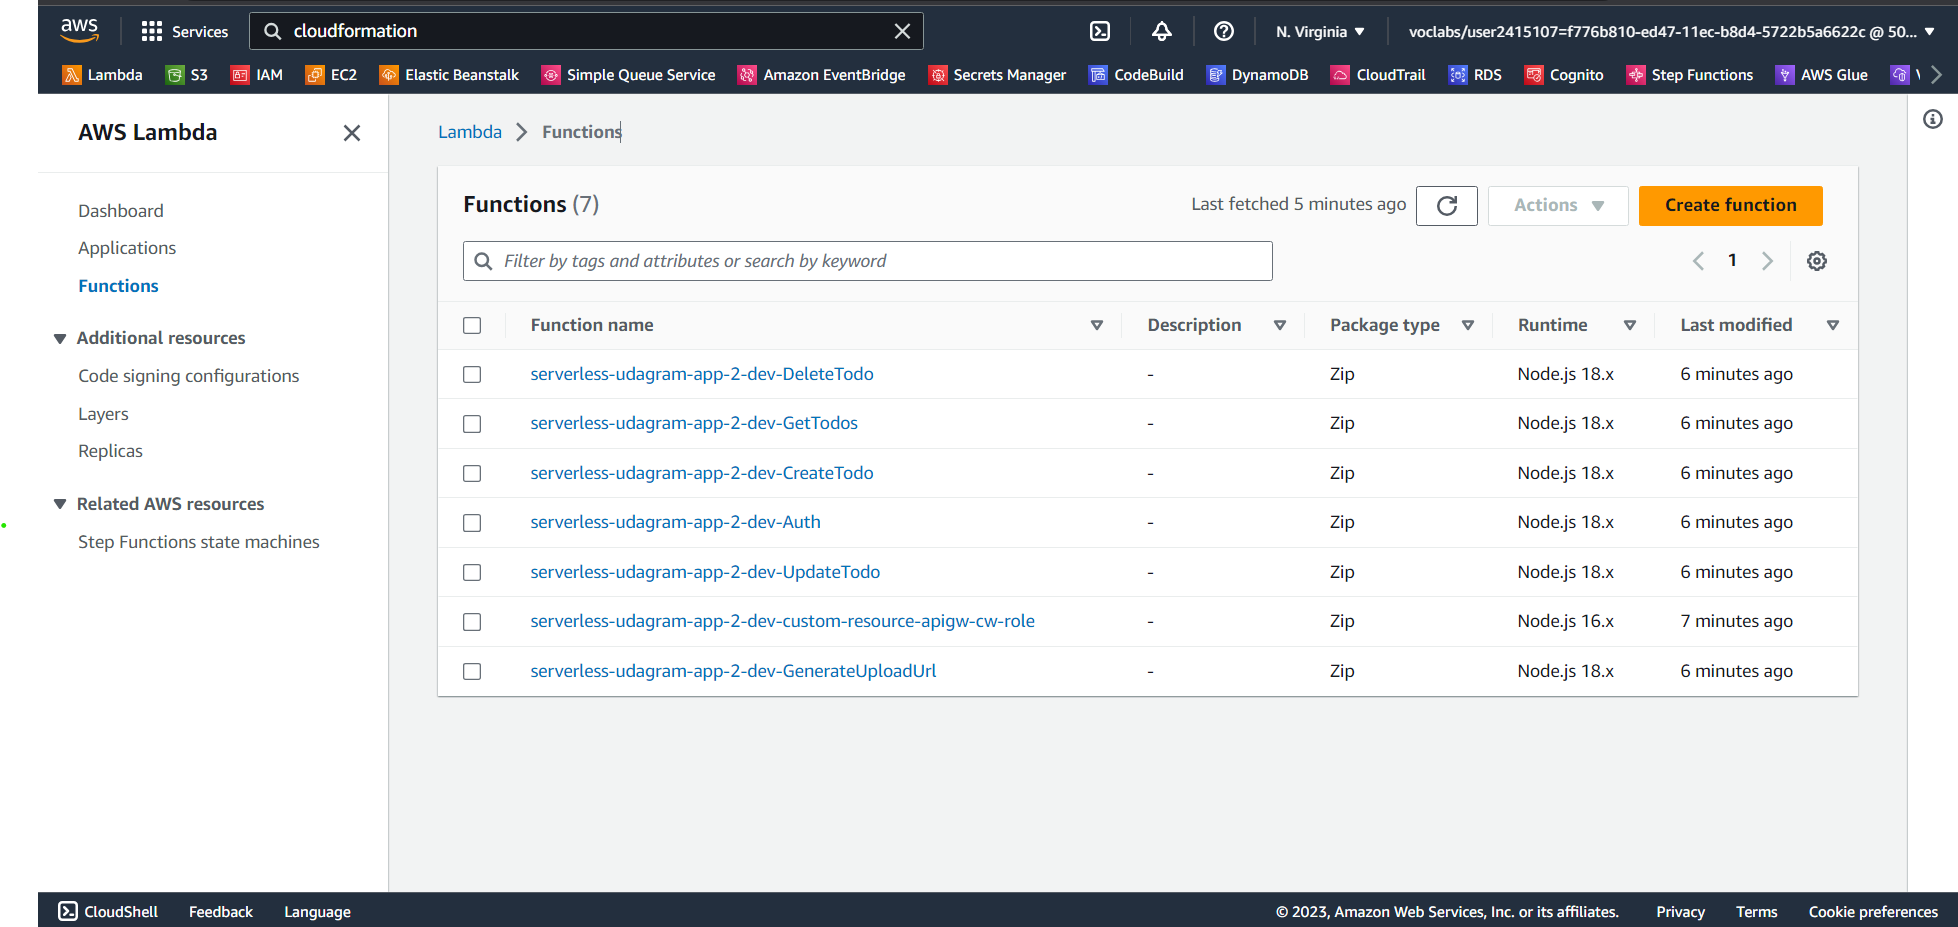 aws Services cloudformation N. Virginia voclabs/user2415107=f776b810-ed47-11ec-b8d4-5722b5a6622c @ 50...
Lambda S3 IAM EC2 Elastic Beanstalk Simple Queue Service Amazon EventBridge Secrets Manager CodeBuild DynamoDB CloudTrail RDS Cognito Step Functions AWS Glue
AWS Lambda
Dashboard
Applications
Functions
Additional resources
Code signing configurations
Layers
Replicas
Related AWS resources
Step Functions state machines
Lambda Functions
Functions (7) Last fetched 5 minutes ago Actions Create function
Filter by tags and attributes or search by keyword 1
Function name Description Package type Runtime Last modified
serverless-udagram-app-2-dev-DeleteTodo - Zip Node.js 18.x 6 minutes ago
serverless-udagram-app-2-dev-GetTodos - Zip Node.js 18.x 6 minutes ago
serverless-udagram-app-2-dev-CreateTodo - Zip Node.js 18.x 6 minutes ago
serverless-udagram-app-2-dev-Auth - Zip Node.js 18.x 6 minutes ago
serverless-udagram-app-2-dev-UpdateTodo - Zip Node.js 18.x 6 minutes ago
serverless-udagram-app-2-dev-custom-resource-apigw-cw-role - Zip Node.js 16.x 7 minutes ago
serverless-udagram-app-2-dev-GenerateUploadUrl - Zip Node.js 18.x 6 minutes ago
CloudShell Feedback Language © 2023, Amazon Web Services, Inc. or its affiliates. Privacy Terms Cookie preferences